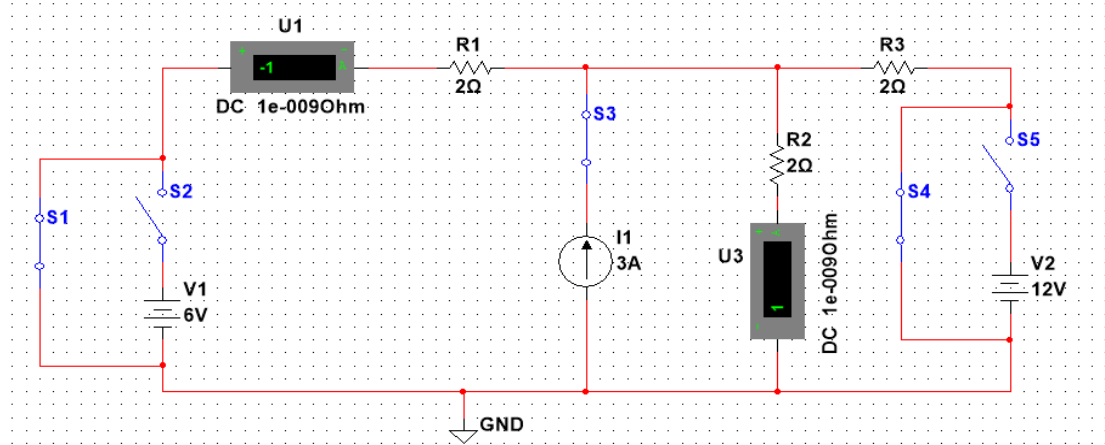 U1
-1
DC 1e-009Ohm
R1
2Ω
S3
R3
2Ω
S5
R2
2Ω
S1
S2
S4
I1
3A
U3
1
DC 1e-009Ohm
V1
6V
V2
12V
GND